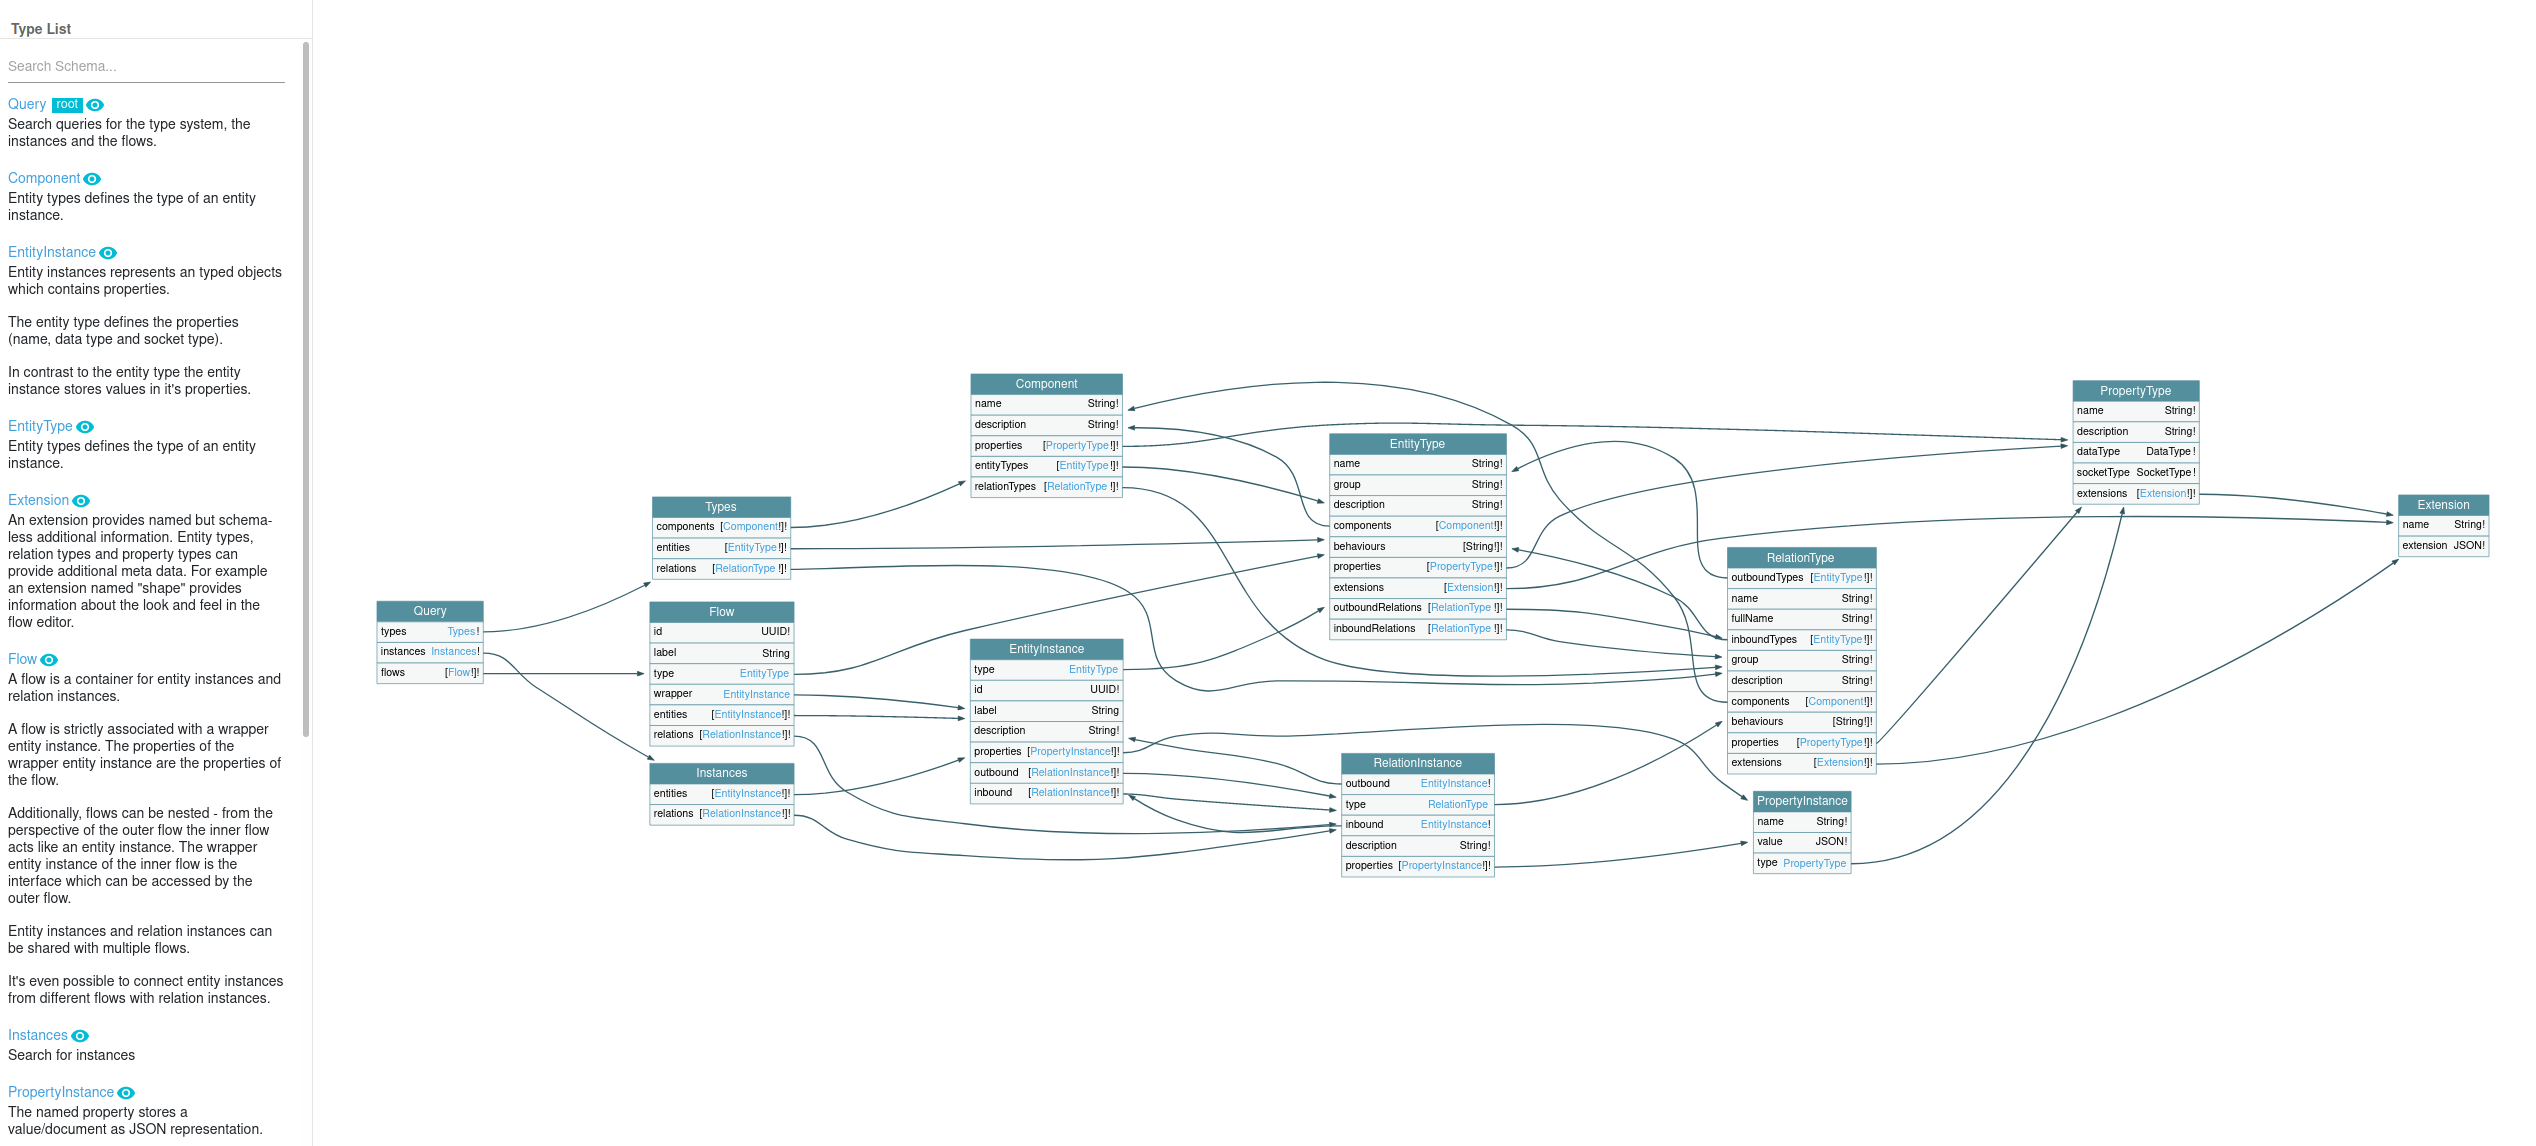 Type List
Search Schema...
Query root
Search queries for the type system, the
instances and the flows.
Component
Entity types defines the type of an entity
instance.
EntityInstance
Entity instances represents an typed objects
which contains properties.
The entity type defines the properties
(name, data type and socket type).
In contrast to the entity type the entity
instance stores values in it's properties.
EntityType
Entity types defines the type of an entity
instance.
Extension
An extension provides named but schema-
less additional information. Entity types,
relation types and property types can
provide additional meta data. For example
an extension named "shape" provides
information about the look and feel in the
flow editor.
Flow
A flow is a container for entity instances and
relation instances.
A flow is strictly associated with a wrapper
entity instance. The properties of the
wrapper entity instance are the properties of
the flow.
Additionally, flows can be nested - from the
perspective of the outer flow the inner flow
acts like an entity instance. The wrapper
entity instance of the inner flow is the
interface which can be accessed by the
outer flow.
Entity instances and relation instances can
be shared with multiple flows.
It's even possible to connect entity instances
from different flows with relation instances.
Instances
Search for instances
PropertyInstance
The named property stores a
value/document as JSON representation.
Query
types Types!
instances Instances!
flows [Flow!]!
Types
components [Component!]!
entities [EntityType!]!
relations [RelationType!]!
Flow
id UUID!
label String
type EntityType
wrapper EntityInstance
entities [EntityInstance!]!
relations [RelationInstance!]!
Instances
entities [EntityInstance!]!
relations [RelationInstance!]!
Component
name String!
description String!
properties [PropertyType!]!
entityTypes [EntityType!]!
relationTypes [RelationType!]!
EntityInstance
type EntityType
id UUID!
label String
description String!
properties [PropertyInstance!]!
outbound [RelationInstance!]!
inbound [RelationInstance!]!
EntityType
name String!
group String!
description String!
components [Component!]!
behaviours [String!]!
properties [PropertyType!]!
extensions [Extension!]!
outboundRelations [RelationType!]!
inboundRelations [RelationType!]!
RelationInstance
outbound EntityInstance!
type RelationType
inbound EntityInstance!
description String!
properties [PropertyInstance!]!
RelationType
outboundTypes [EntityType!]!
name String!
fullName String!
inboundTypes [EntityType!]!
group String!
description String!
components [Component!]!
behaviours [String!]!
properties [PropertyType!]!
extensions [Extension!]!
PropertyInstance
name String!
value JSON!
type PropertyType
PropertyType
name String!
description String!
dataType DataType!
socketType SocketType!
extensions [Extension!]!
Extension
name String!
extension JSON!